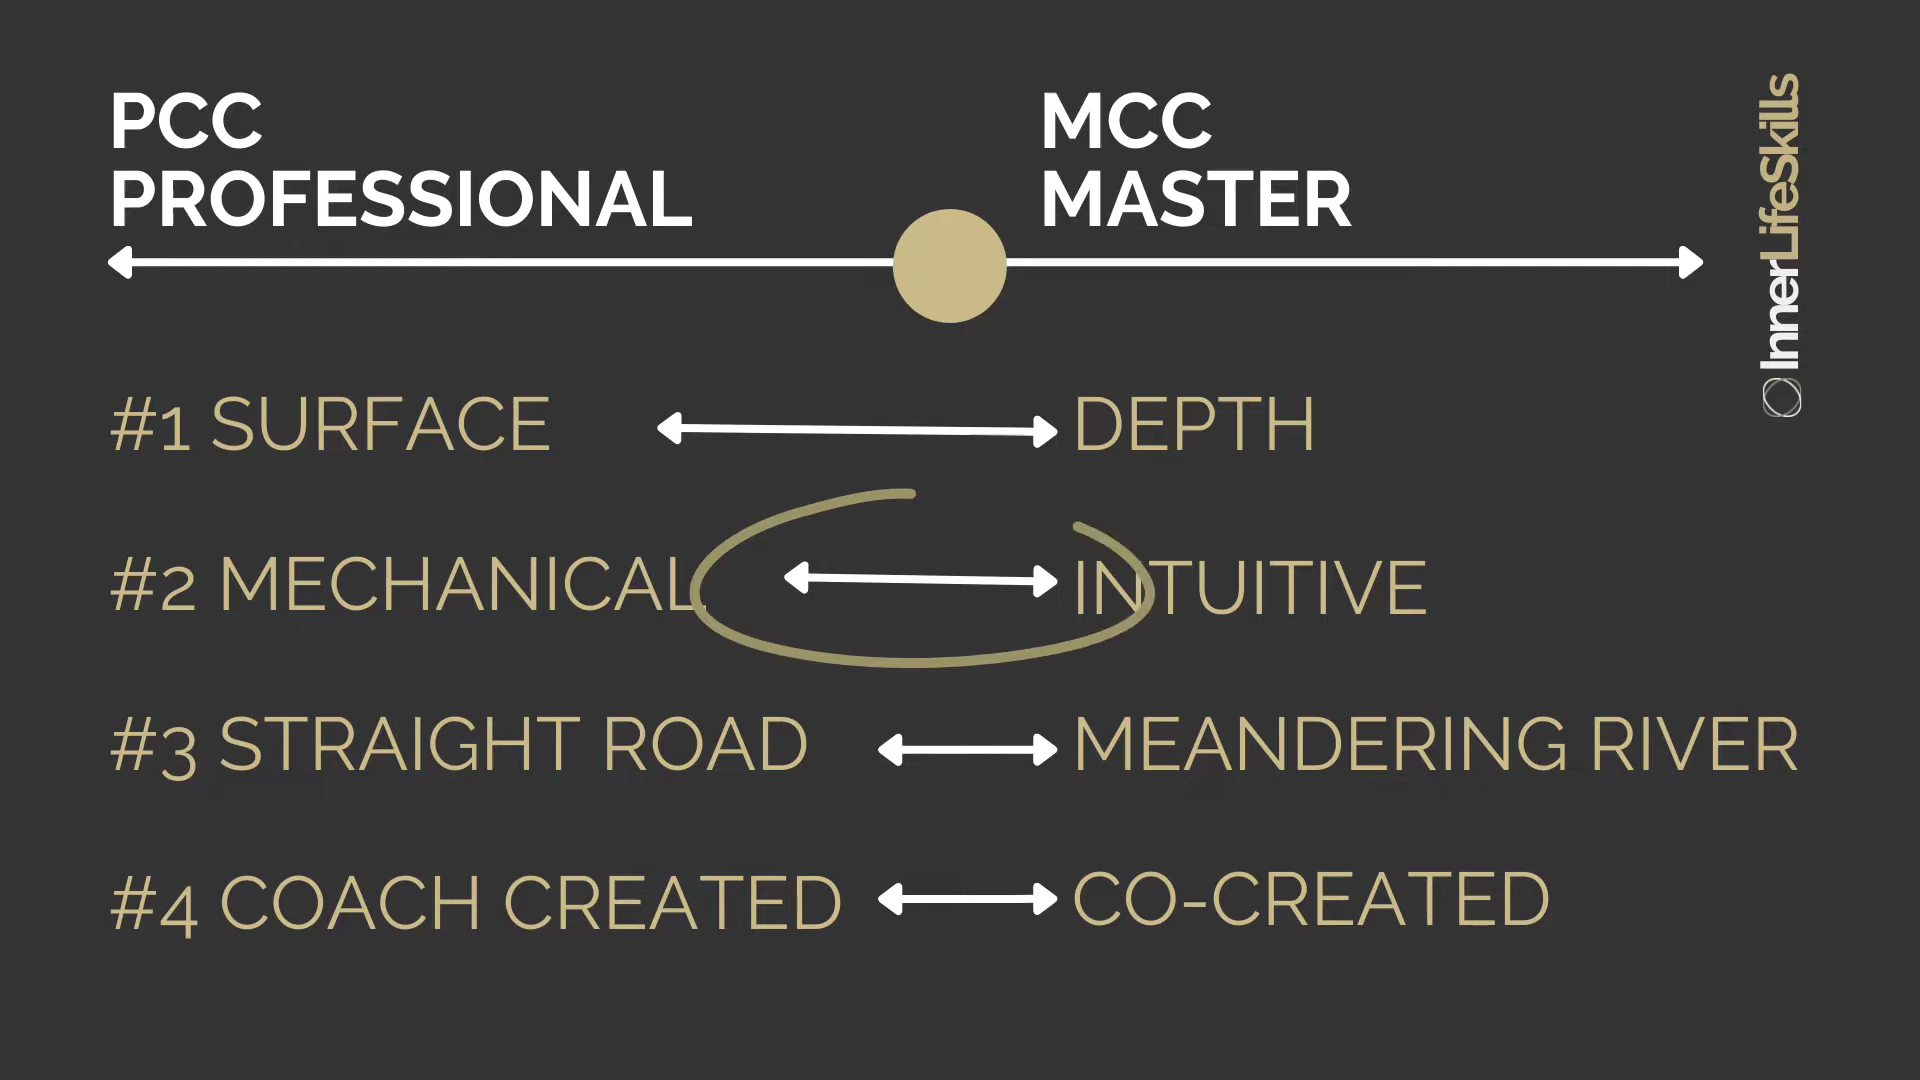 PCC
PROFESSIONAL
MCC
MASTER
#1 SURFACE
DEPTH
#2 MECHANICAL
INTUITIVE
#3 STRAIGHT ROAD
MEANDERING RIVER
#4 COACH CREATED
CO-CREATED
InnerLifeSkills